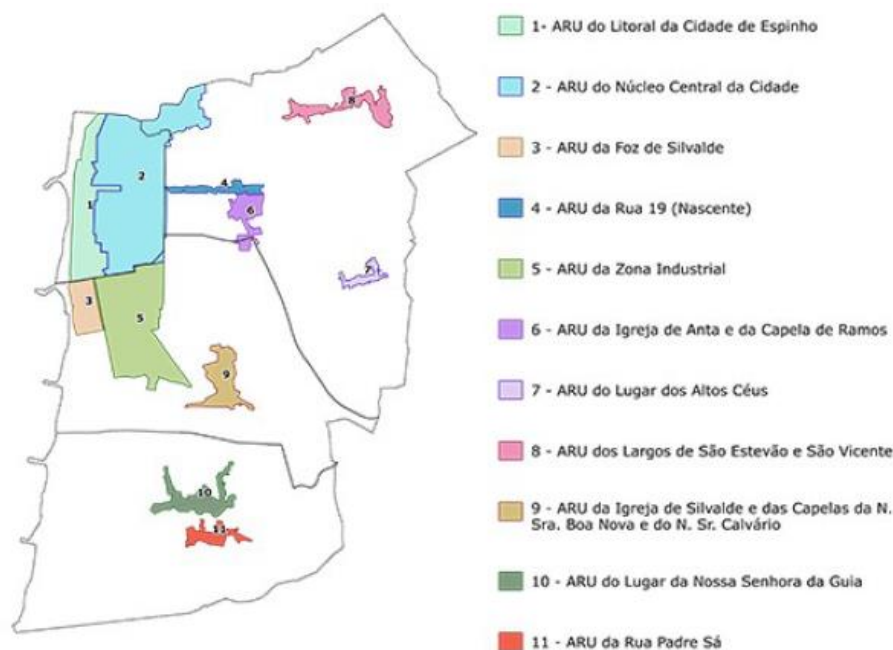 1- ARU do Litoral da Cidade de Espinho
2 - ARU do Núcleo Central da Cidade
3 - ARU da Foz de Silvalde
4 - ARU da Rua 19 (Nascente)
5 - ARU da Zona Industrial
6 - ARU da Igreja de Anta e da Capela de Ramos
7 - ARU do Lugar dos Altos Céus
8 - ARU dos Largos de São Estevão e São Vicente
9 - ARU da Igreja de Silvalde e das Capelas da N.
Sra. Boa Nova e do N. Sr. Calvário
10 - ARU do Lugar da Nossa Senhora da Guia
11 - ARU da Rua Padre Sá
8
2
4
1
6
7
3
5
9
10
11